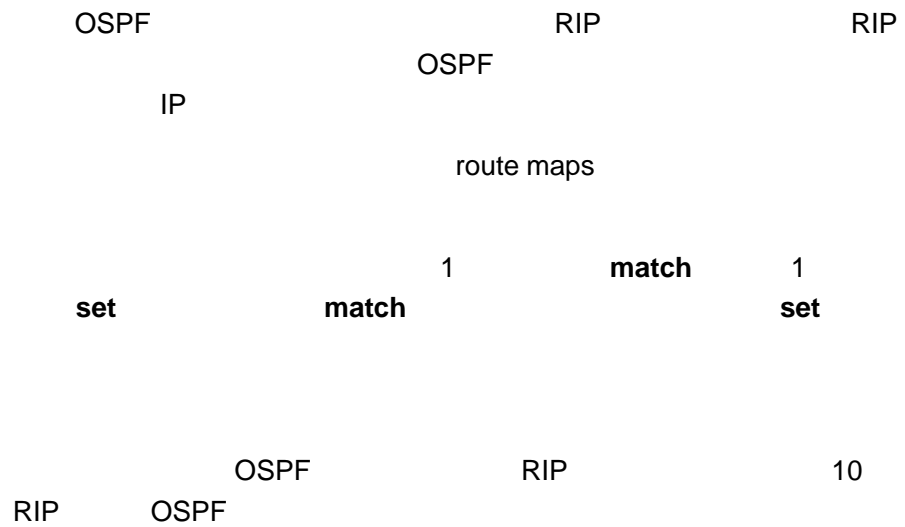 OSPF RIP RIP
OSPF
IP
route maps
1 match 1
set match set
OSPF RIP 10
RIP OSPF